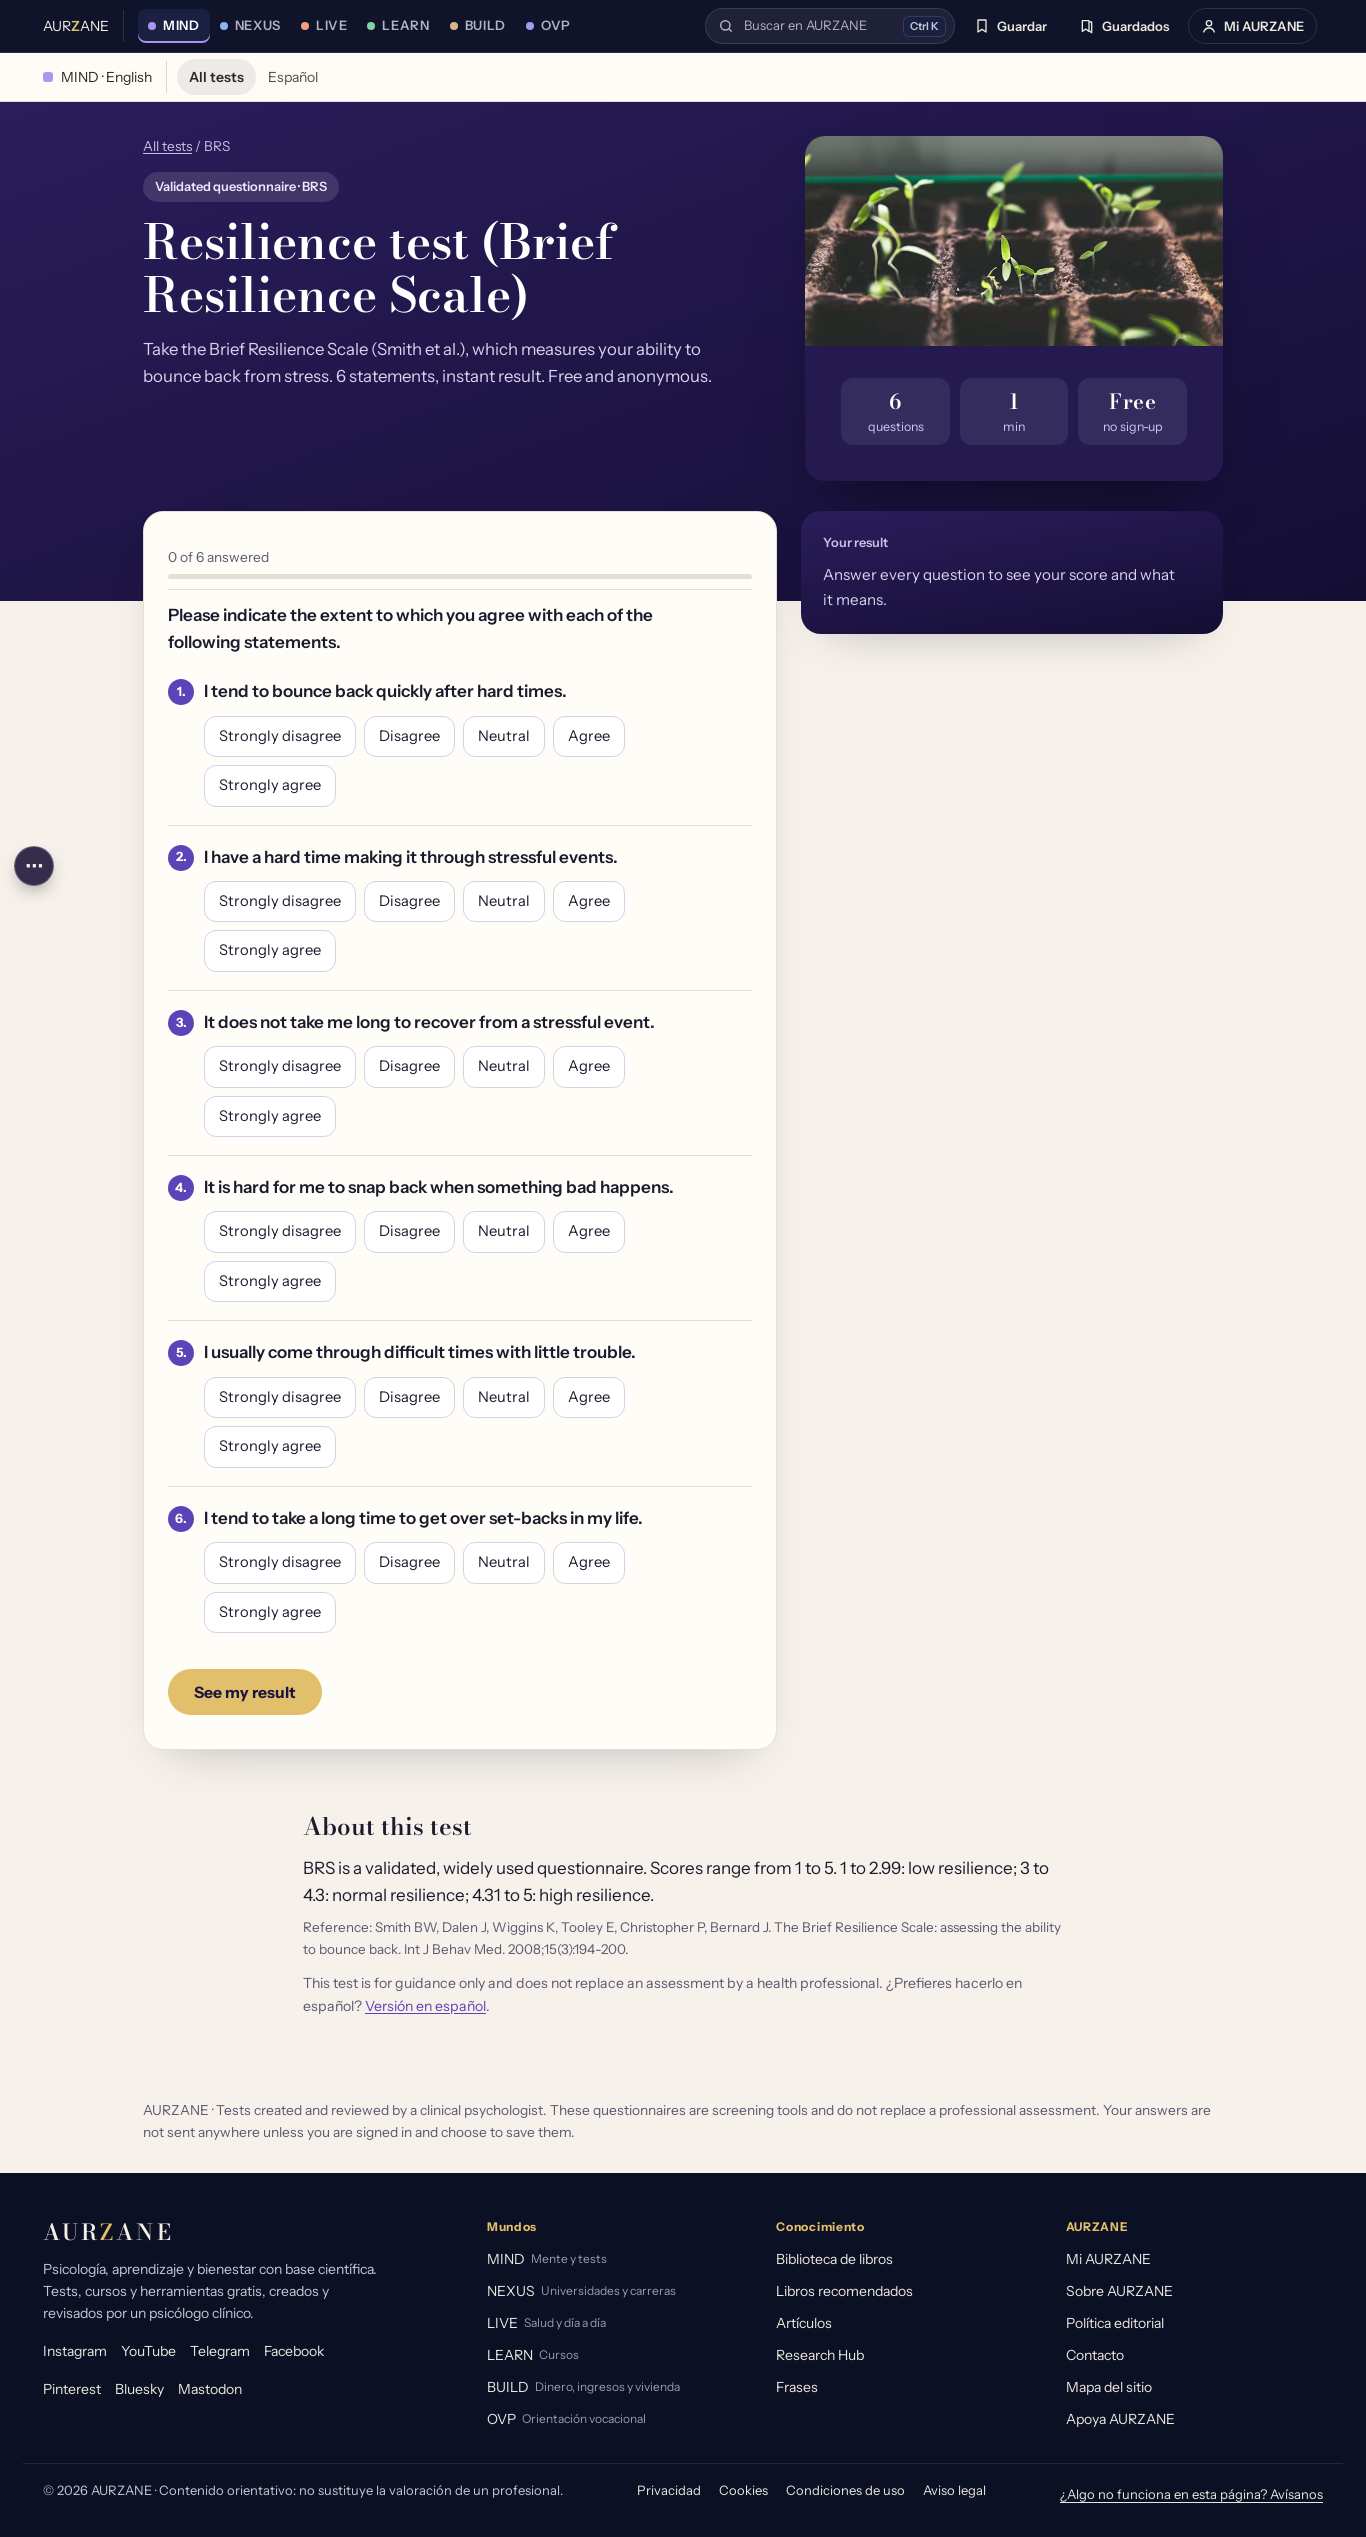 AURZANE
MIND NEXUS LIVE LEARN BUILD OVP
Buscar en AURZANE Ctrl K
Guardar
Guardados
Mi AURZANE
MIND · English
All tests
Español
All tests / BRS
Validated questionnaire · BRS
Resilience test (Brief
Resilience Scale)
Take the Brief Resilience Scale (Smith et al.), which measures your ability to
bounce back from stress. 6 statements, instant result. Free and anonymous.
6
questions
1
min
Free
no sign-up
0 of 6 answered
Please indicate the extent to which you agree with each of the
following statements.
1. I tend to bounce back quickly after hard times.
Strongly disagree Disagree Neutral Agree
Strongly agree
2. I have a hard time making it through stressful events.
Strongly disagree Disagree Neutral Agree
Strongly agree
3. It does not take me long to recover from a stressful event.
Strongly disagree Disagree Neutral Agree
Strongly agree
4. It is hard for me to snap back when something bad happens.
Strongly disagree Disagree Neutral Agree
Strongly agree
5. I usually come through difficult times with little trouble.
Strongly disagree Disagree Neutral Agree
Strongly agree
6. I tend to take a long time to get over set-backs in my life.
Strongly disagree Disagree Neutral Agree
Strongly agree
See my result
Your result
Answer every question to see your score and what
it means.
About this test
BRS is a validated, widely used questionnaire. Scores range from 1 to 5. 1 to 2.99: low resilience; 3 to
4.3: normal resilience; 4.31 to 5: high resilience.
Reference: Smith BW, Dalen J, Wiggins K, Tooley E, Christopher P, Bernard J. The Brief Resilience Scale: assessing the ability
to bounce back. Int J Behav Med. 2008;15(3):194-200.
This test is for guidance only and does not replace an assessment by a health professional. ¿Prefieres hacerlo en
español? Versión en español.
AURZANE · Tests created and reviewed by a clinical psychologist. These questionnaires are screening tools and do not replace a professional assessment. Your answers are
not sent anywhere unless you are signed in and choose to save them.
AURZANE
Psicología, aprendizaje y bienestar con base científica.
Tests, cursos y herramientas gratis, creados y
revisados por un psicólogo clínico.
Instagram YouTube Telegram Facebook
Pinterest Bluesky Mastodon
Mundos
MIND Mente y tests
NEXUS Universidades y carreras
LIVE Salud y día a día
LEARN Cursos
BUILD Dinero, ingresos y vivienda
OVP Orientación vocacional
Conocimiento
Biblioteca de libros
Libros recomendados
Artículos
Research Hub
Frases
AURZANE
Mi AURZANE
Sobre AURZANE
Política editorial
Contacto
Mapa del sitio
Apoya AURZANE
© 2026 AURZANE · Contenido orientativo: no sustituye la valoración de un profesional.
Privacidad Cookies Condiciones de uso Aviso legal
¿Algo no funciona en esta página? Avísanos